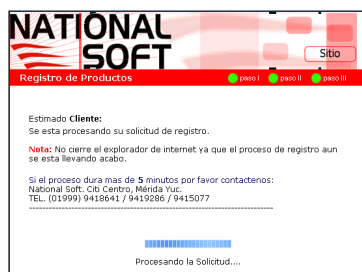 NATIONAL
SOFT
Sitio
Registro de Productos
paso I
paso II
paso III
Estimado Cliente:
Se esta procesando su solicitud de registro.
Nota: No cierre el explorador de internet ya que el proceso de registro aun
se esta llevando acabo.
Si el proceso dura mas de 5 minutos por favor contactenos:
National Soft. Citi Centro, Mérida Yuc.
TEL. (01999) 9418641 / 9419286 / 9415077
------------------------------------------------------------------------
Procesando la Solicitud....